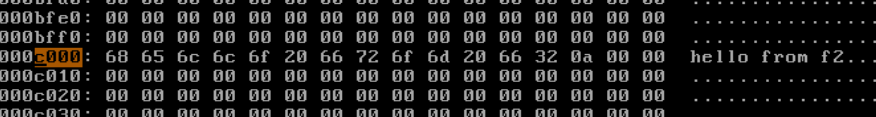 000bfe0: 00 00 00 00 00 00 00 00 00 00 00 00 00 00 00 00 ................
000bff0: 00 00 00 00 00 00 00 00 00 00 00 00 00 00 00 00 ................
000c000: 68 65 6c 6c 6f 20 66 72 6f 6d 20 66 32 0a 00 00 hello from f2...
000c010: 00 00 00 00 00 00 00 00 00 00 00 00 00 00 00 00 ................
000c020: 00 00 00 00 00 00 00 00 00 00 00 00 00 00 00 00 ................